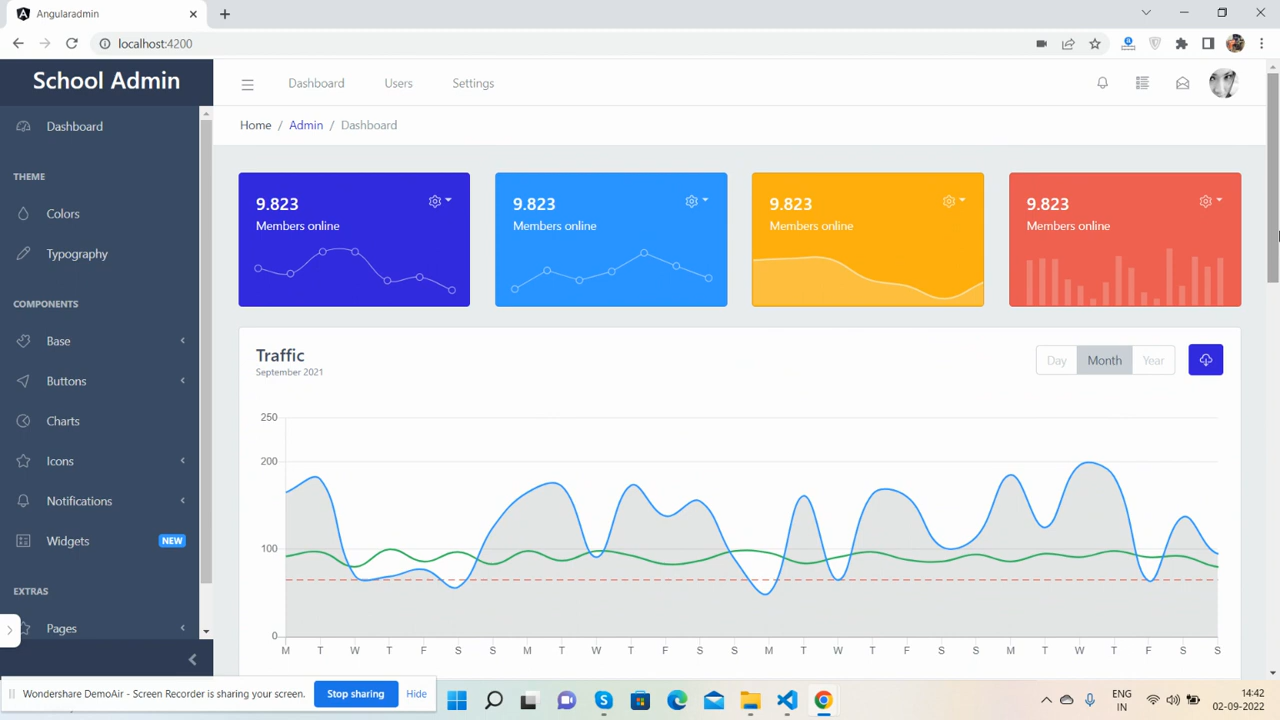 Angularadmin
localhost:4200
School Admin
Dashboard Users Settings
Home / Admin / Dashboard
Dashboard
THEME
Colors
Typography
COMPONENTS
Base
Buttons
Charts
Icons
Notifications
Widgets NEW
EXTRAS
Pages
9.823
Members online
9.823
Members online
9.823
Members online
9.823
Members online
Traffic
September 2021
Day Month Year
250
200
100
0
M T W T F S S M T W T F S S M T W T F S S M T W T F S S
Wondershare DemoAir - Screen Recorder is sharing your screen. Stop sharing Hide
ENG
IN
14:42
02-09-2022